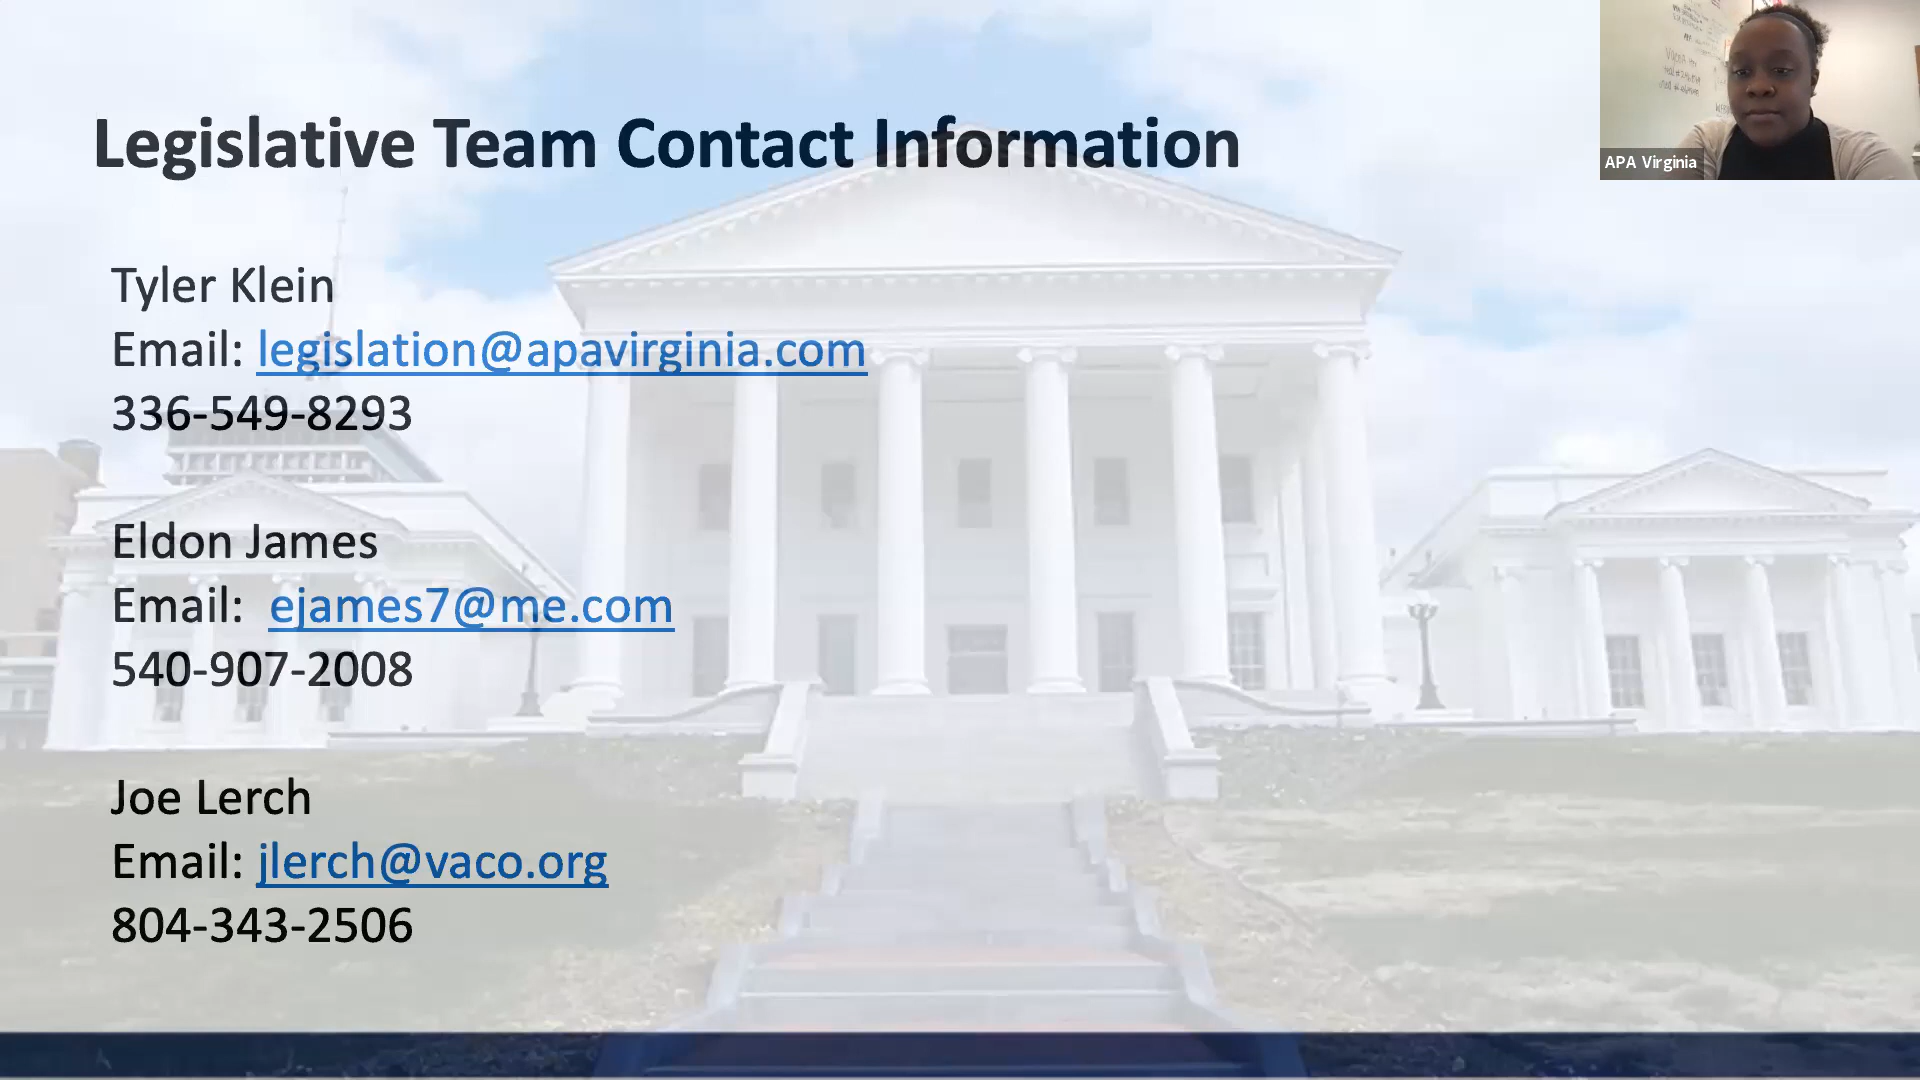 Legislative Team Contact Information
APA Virginia
Tyler Klein
Email: legislation@apavirginia.com
336-549-8293
Eldon James
Email: ejames7@me.com
540-907-2008
Joe Lerch
Email: jlerch@vaco.org
804-343-2506